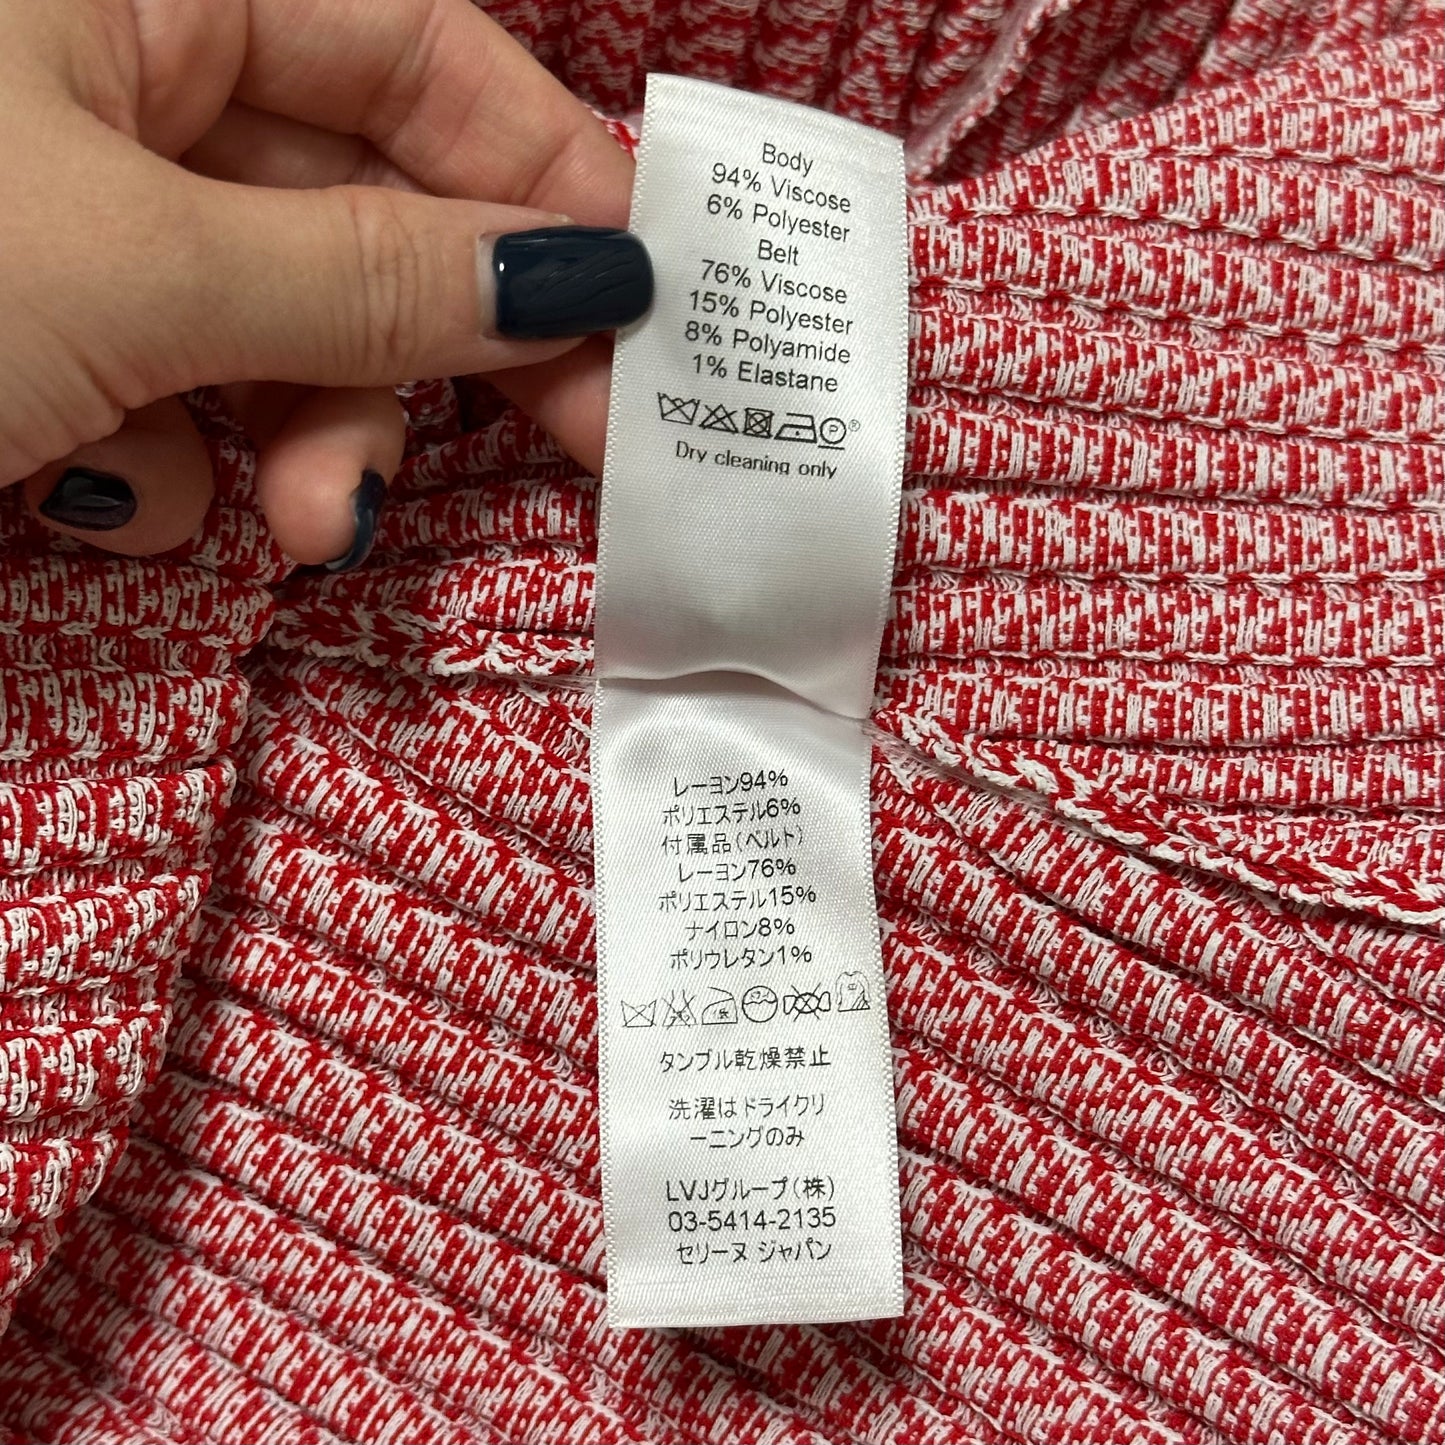 Body
94% Viscose
6% Polyester
Belt
76% Viscose
15% Polyester
8% Polyamide
1% Elastane
P ®
Dry cleaning only
レーヨン94%
ポリエステル6%
付属品(ベルト)
レーヨン76%
ポリエステル15%
ナイロン8%
ポリウレタン1%
タンブル乾燥禁止
洗濯はドライクリ
ーニングのみ
LVJグループ(株)
03-5414-2135
セリーヌ ジャパン